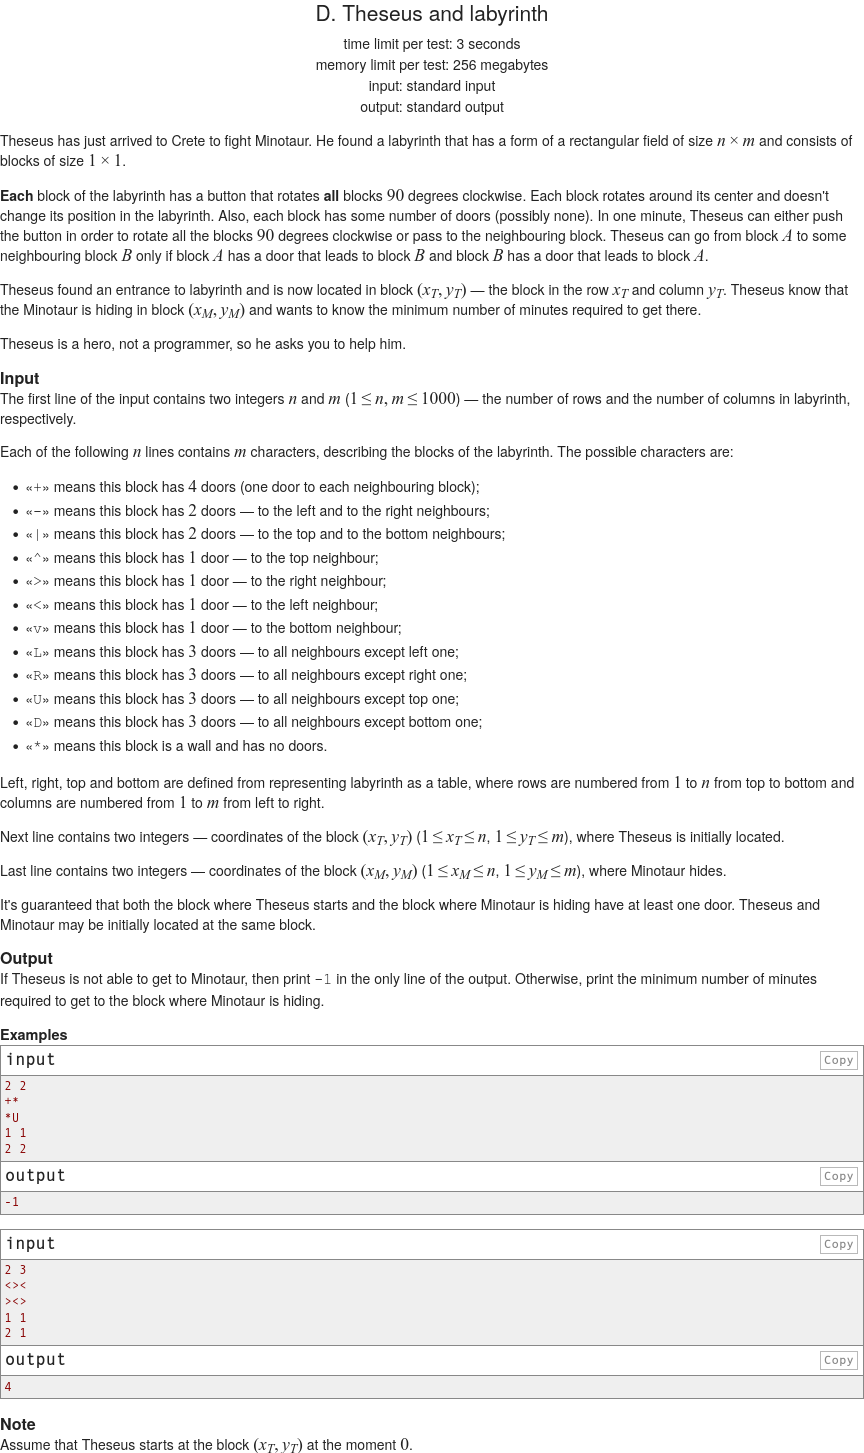 D. Theseus and labyrinth
time limit per test: 3 seconds
memory limit per test: 256 megabytes
input: standard input
output: standard output
Theseus has just arrived to Crete to fight Minotaur. He found a labyrinth that has a form of a rectangular field of size n × m and consists of
blocks of size 1 × 1.
Each block of the labyrinth has a button that rotates all blocks 90 degrees clockwise. Each block rotates around its center and doesn't
change its position in the labyrinth. Also, each block has some number of doors (possibly none). In one minute, Theseus can either push
the button in order to rotate all the blocks 90 degrees clockwise or pass to the neighbouring block. Theseus can go from block A to some
neighbouring block B only if block A has a door that leads to block B and block B has a door that leads to block A.
Theseus found an entrance to labyrinth and is now located in block (x_T, y_T) — the block in the row x_T and column y_T. Theseus know that
the Minotaur is hiding in block (x_M, y_M) and wants to know the minimum number of minutes required to get there.
Theseus is a hero, not a programmer, so he asks you to help him.
Input
The first line of the input contains two integers n and m (1 ≤ n, m ≤ 1000) — the number of rows and the number of columns in labyrinth,
respectively.
Each of the following n lines contains m characters, describing the blocks of the labyrinth. The possible characters are:
• «+» means this block has 4 doors (one door to each neighbouring block);
• «-» means this block has 2 doors — to the left and to the right neighbours;
• «|» means this block has 2 doors — to the top and to the bottom neighbours;
• «^» means this block has 1 door — to the top neighbour;
• «>» means this block has 1 door — to the right neighbour;
• «<» means this block has 1 door — to the left neighbour;
• «v» means this block has 1 door — to the bottom neighbour;
• «L» means this block has 3 doors — to all neighbours except left one;
• «R» means this block has 3 doors — to all neighbours except right one;
• «U» means this block has 3 doors — to all neighbours except top one;
• «D» means this block has 3 doors — to all neighbours except bottom one;
• «*» means this block is a wall and has no doors.
Left, right, top and bottom are defined from representing labyrinth as a table, where rows are numbered from 1 to n from top to bottom and
columns are numbered from 1 to m from left to right.
Next line contains two integers — coordinates of the block (x_T, y_T) (1 ≤ x_T ≤ n, 1 ≤ y_T ≤ m), where Theseus is initially located.
Last line contains two integers — coordinates of the block (x_M, y_M) (1 ≤ x_M ≤ n, 1 ≤ y_M ≤ m), where Minotaur hides.
It's guaranteed that both the block where Theseus starts and the block where Minotaur is hiding have at least one door. Theseus and
Minotaur may be initially located at the same block.
Output
If Theseus is not able to get to Minotaur, then print -1 in the only line of the output. Otherwise, print the minimum number of minutes
required to get to the block where Minotaur is hiding.
Examples
input Copy
2 2
+*
*U
1 1
2 2
output Copy
-1
input Copy
2 3
<><
><>
1 1
2 1
output Copy
4
Note
Assume that Theseus starts at the block (x_T, y_T) at the moment 0.